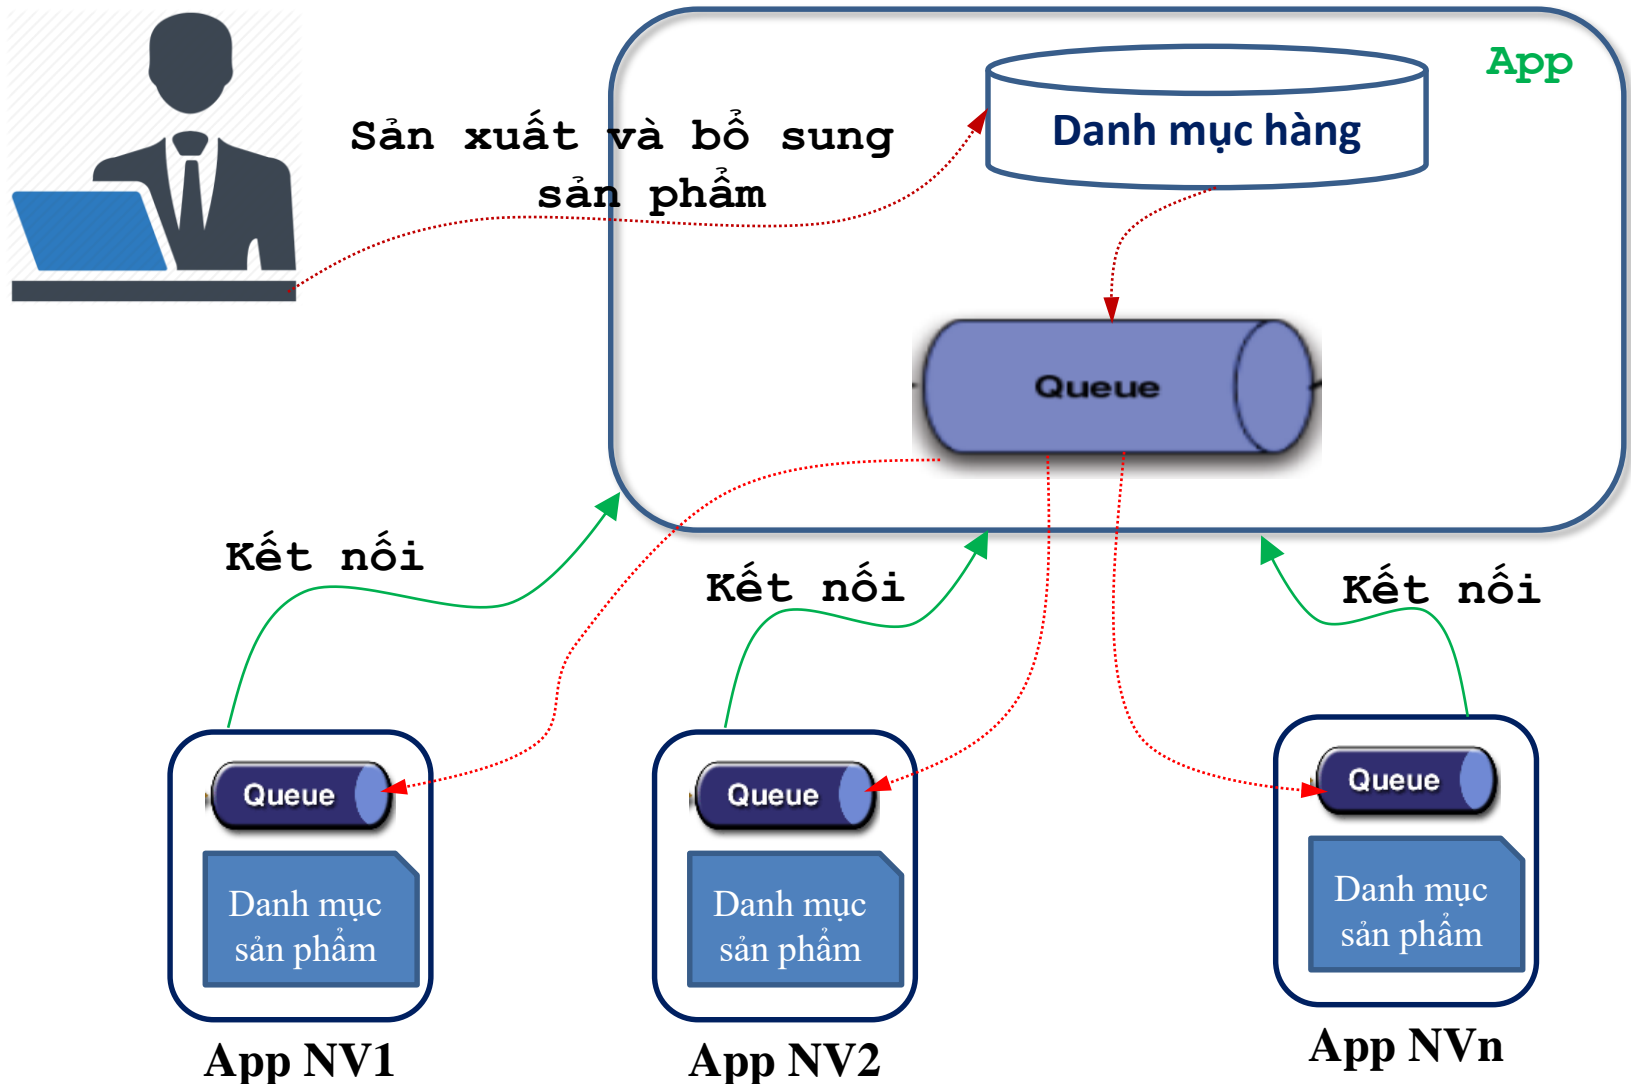 App
Danh mục hàng
Sản xuất và bổ sung
sản phẩm
Queue
Kết nối
Kết nối
Kết nối
Queue
Danh mục
sản phẩm
App NV1
Queue
Danh mục
sản phẩm
App NV2
Queue
Danh mục
sản phẩm
App NVn